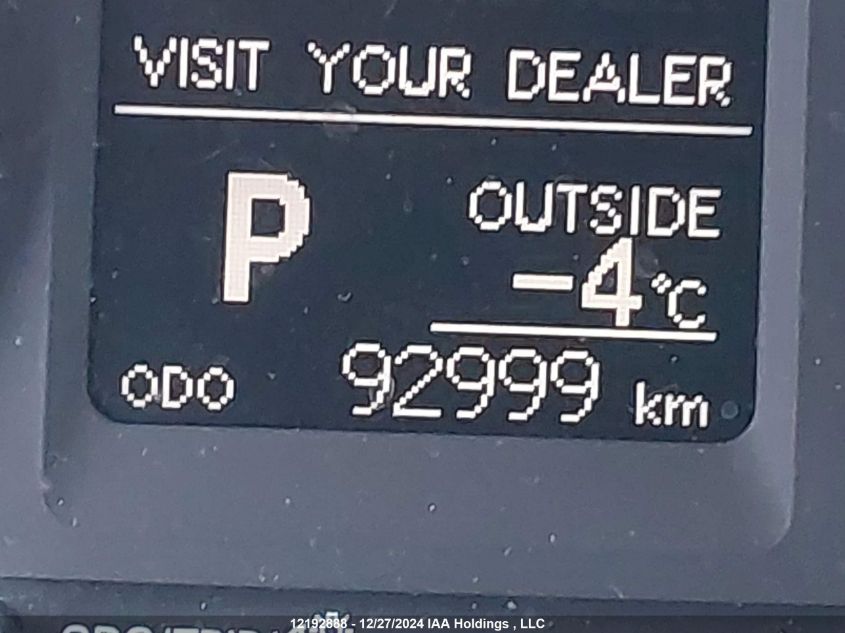 VISIT YOUR DEALER
P
OUTSIDE
-4°C
ODO 92999 km
12192888 - 12/27/2024 IAA Holdings , LLC